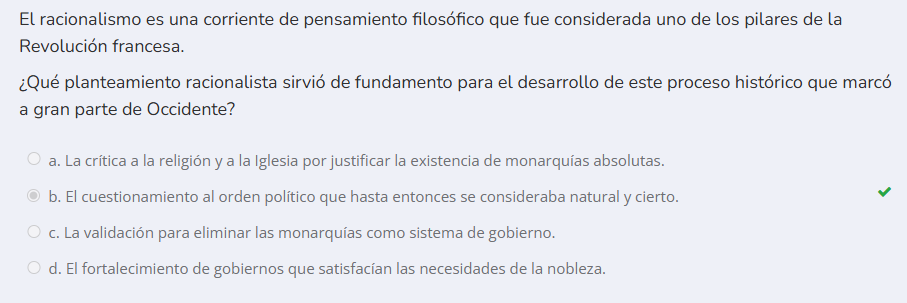 El racionalismo es una corriente de pensamiento filosófico que fue considerada uno de los pilares de la
Revolución francesa.
¿Qué planteamiento racionalista sirvió de fundamento para el desarrollo de este proceso histórico que marcó
a gran parte de Occidente?
a. La crítica a la religión y a la Iglesia por justificar la existencia de monarquías absolutas.
b. El cuestionamiento al orden político que hasta entonces se consideraba natural y cierto.
c. La validación para eliminar las monarquías como sistema de gobierno.
d. El fortalecimiento de gobiernos que satisfacían las necesidades de la nobleza.